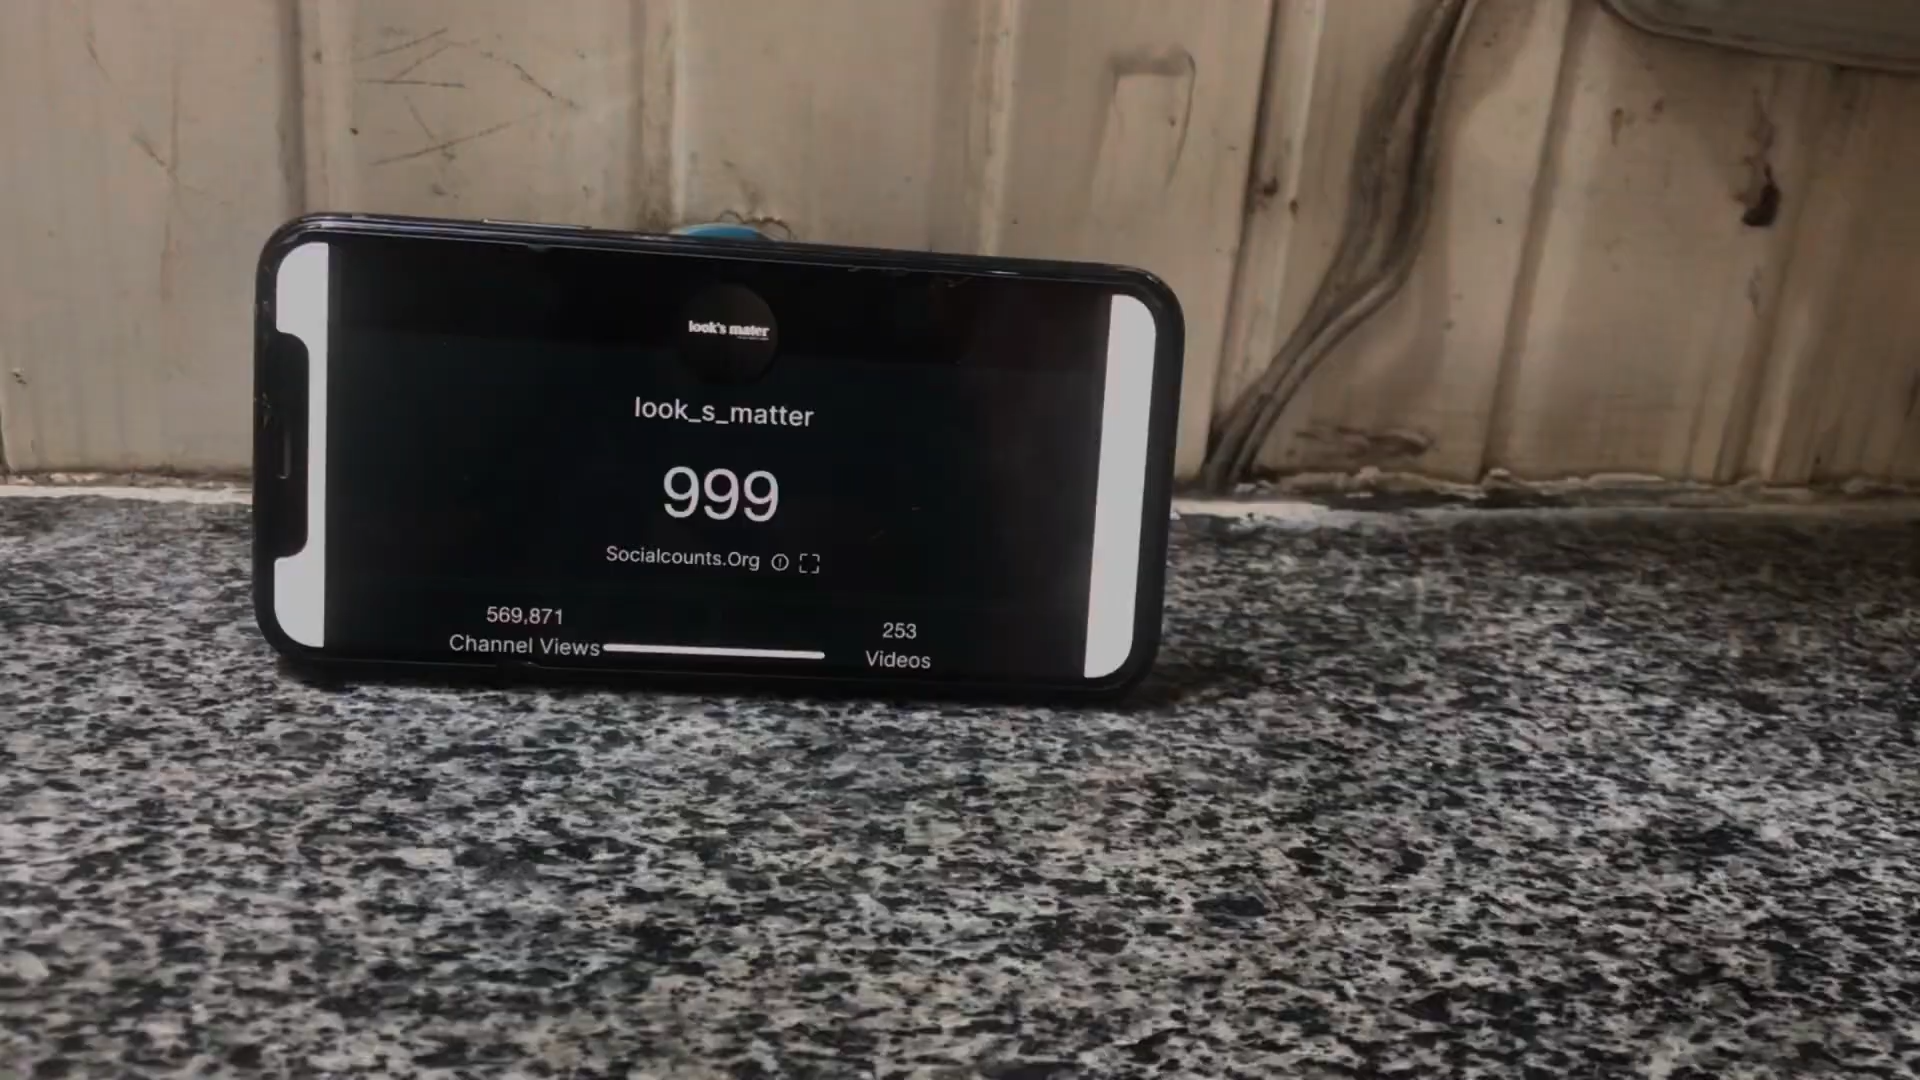 look's mater
look_s_matter
999
Socialcounts.Org
569,871
Channel Views
253
Videos